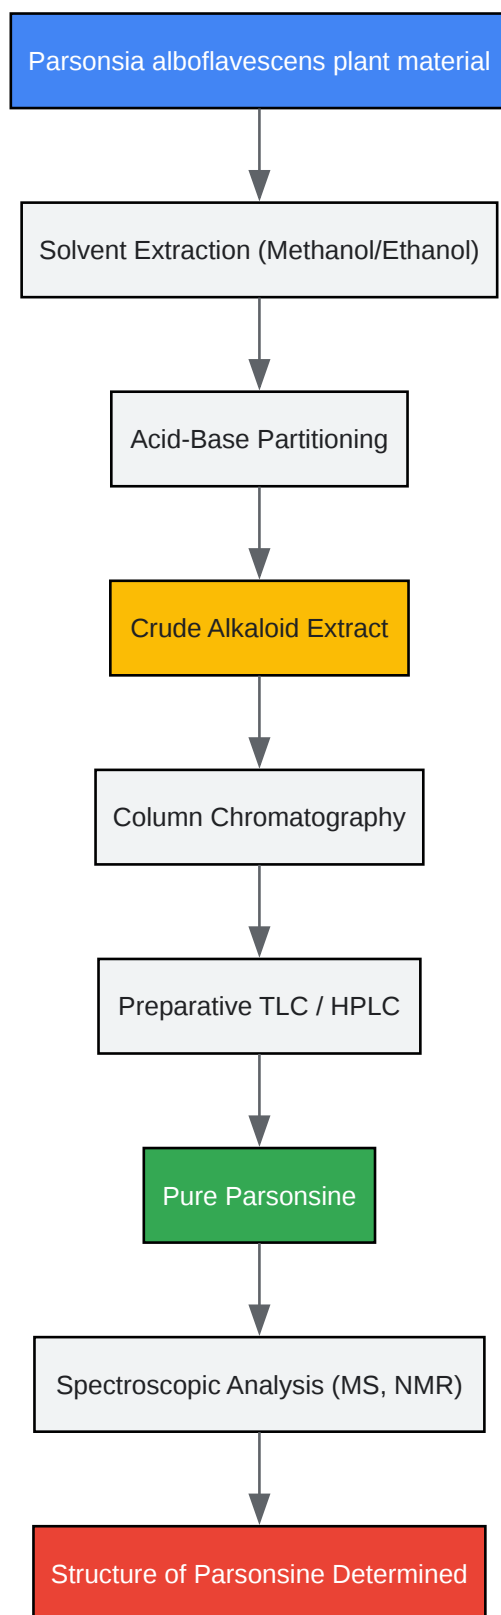 Parsonsia alboflavescens plant material
Solvent Extraction (Methanol/Ethanol)
Acid-Base Partitioning
Crude Alkaloid Extract
Column Chromatography
Preparative TLC / HPLC
Pure Parsonsine
Spectroscopic Analysis (MS, NMR)
Structure of Parsonsine Determined